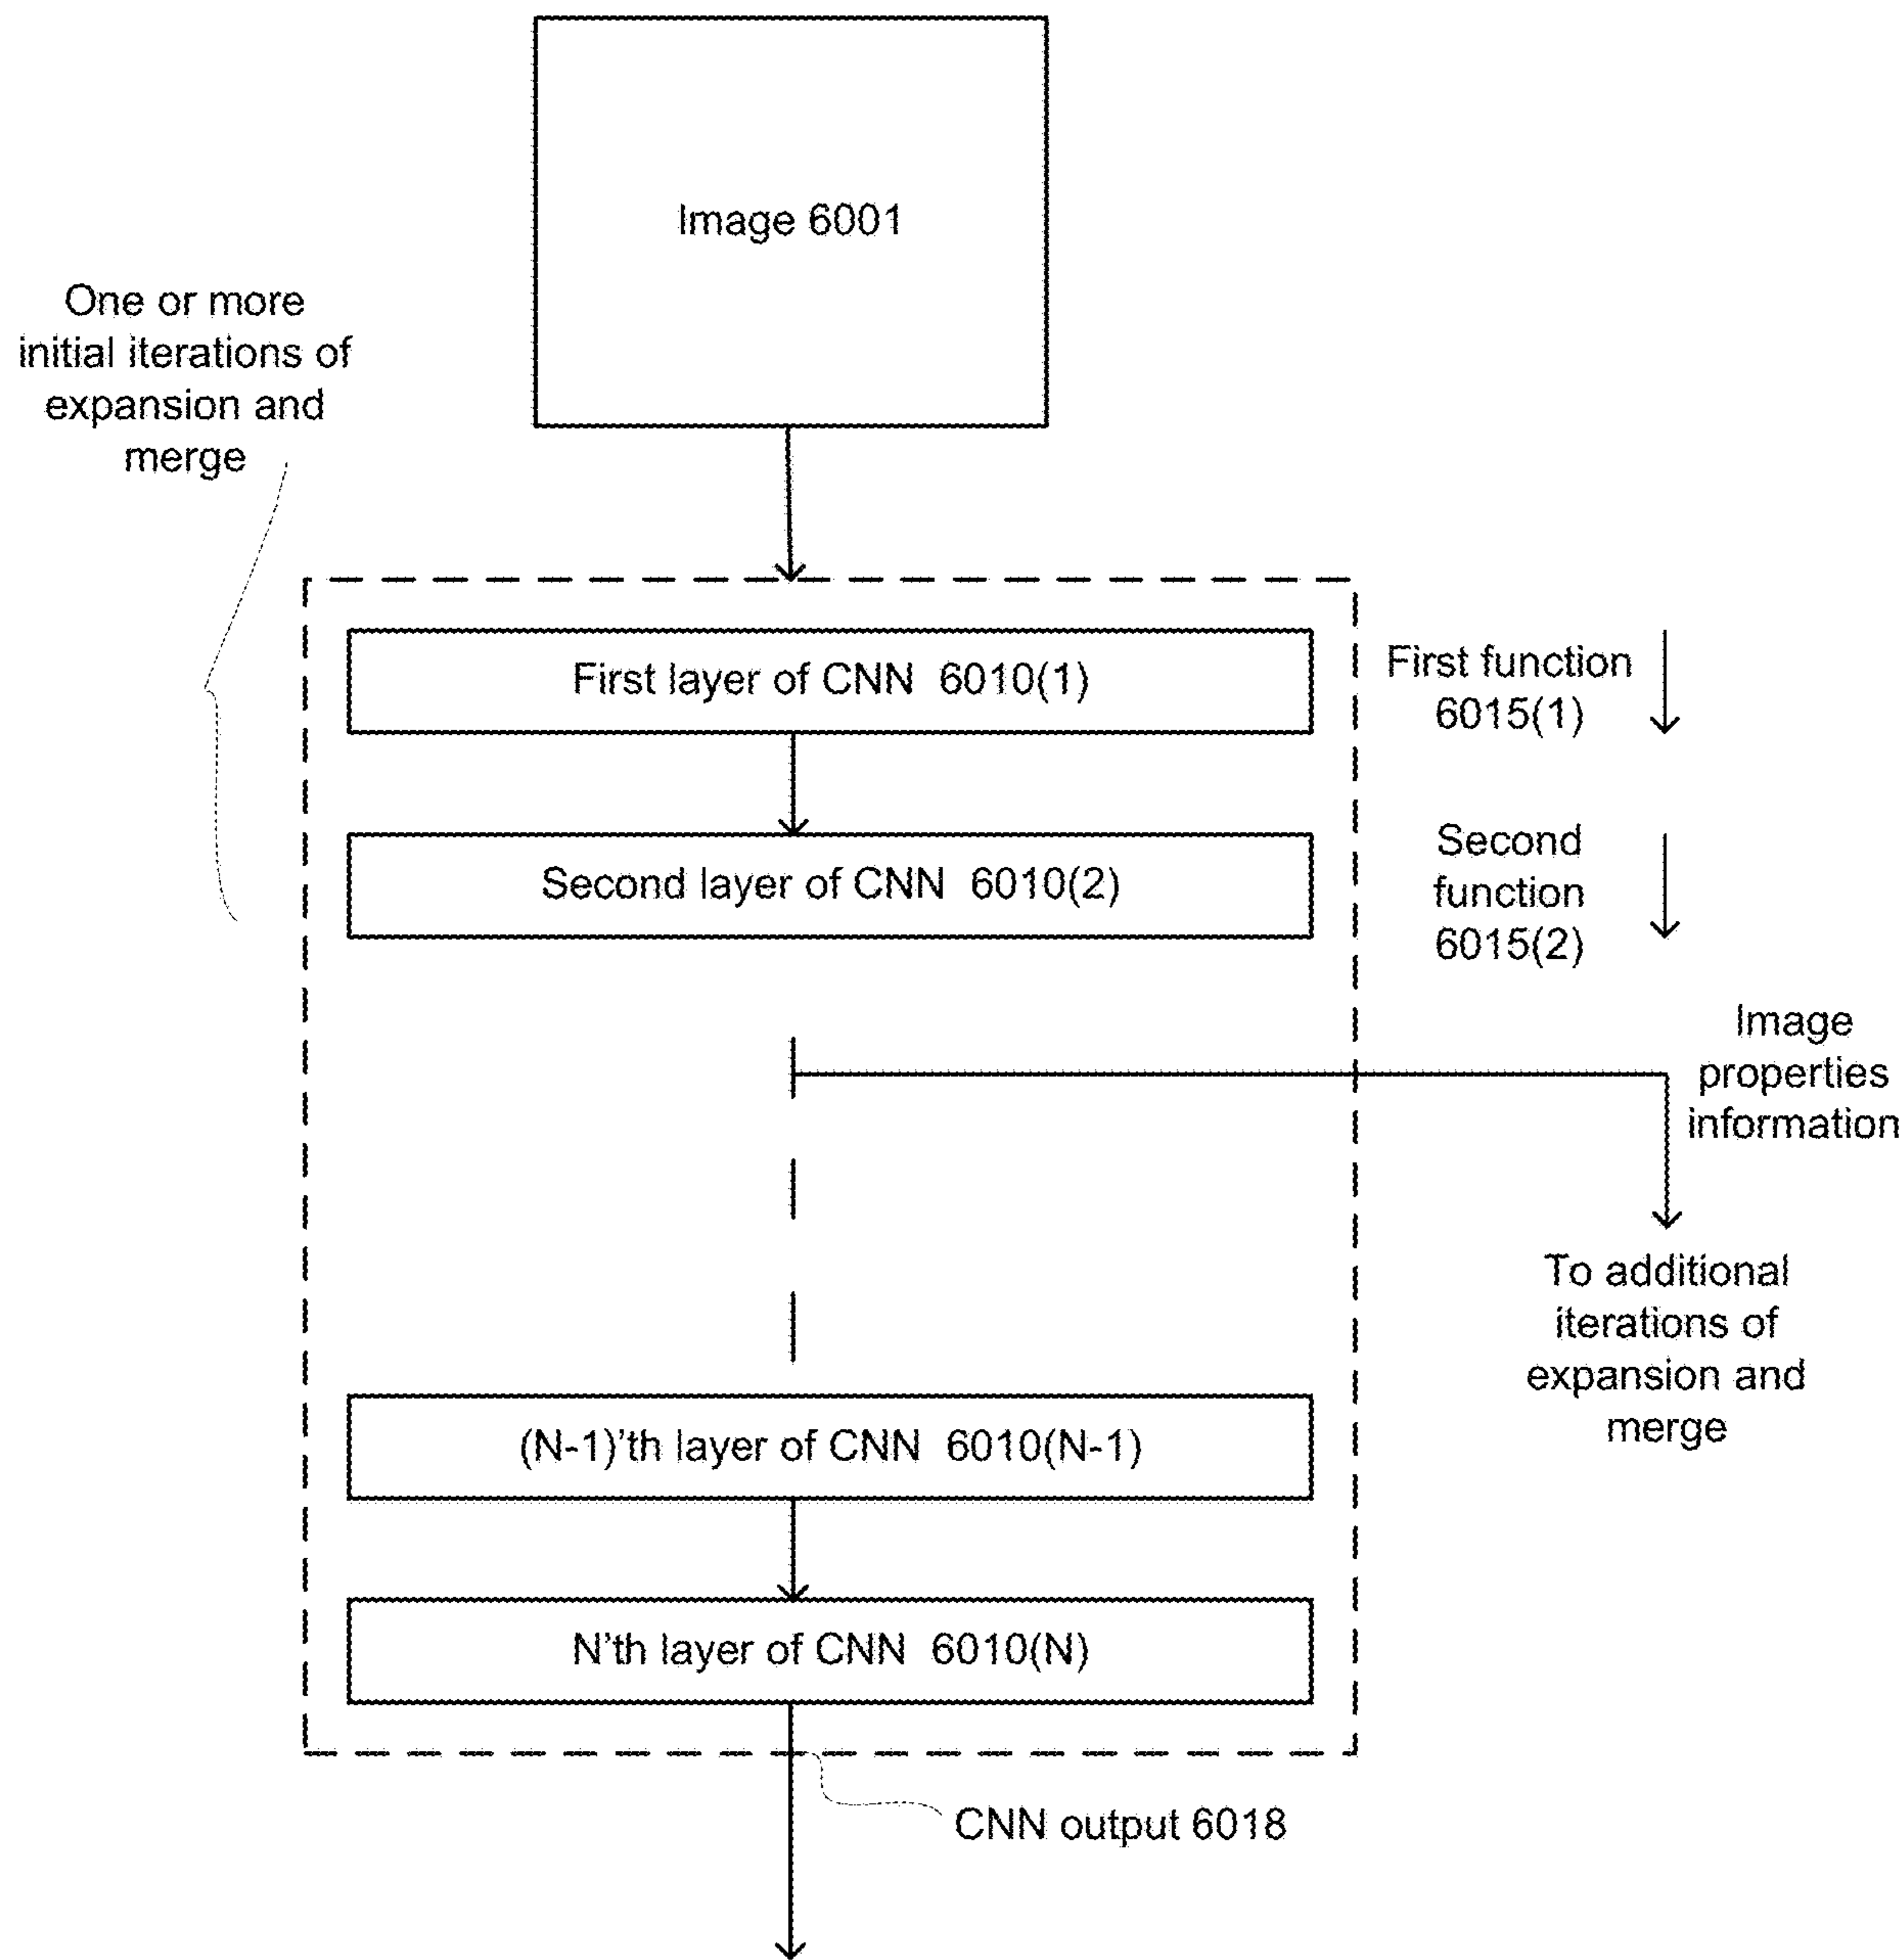 Image 6001
One or more
initial iterations of
expansion and
merge
First layer of CNN 6010(1)
First function
6015(1)
Second layer of CNN 6010(2)
Second
function
6015(2)
Image
properties
information
To additional
iterations of
expansion and
merge
(N-1)'th layer of CNN 6010(N-1)
N'th layer of CNN 6010(N)
CNN output 6018